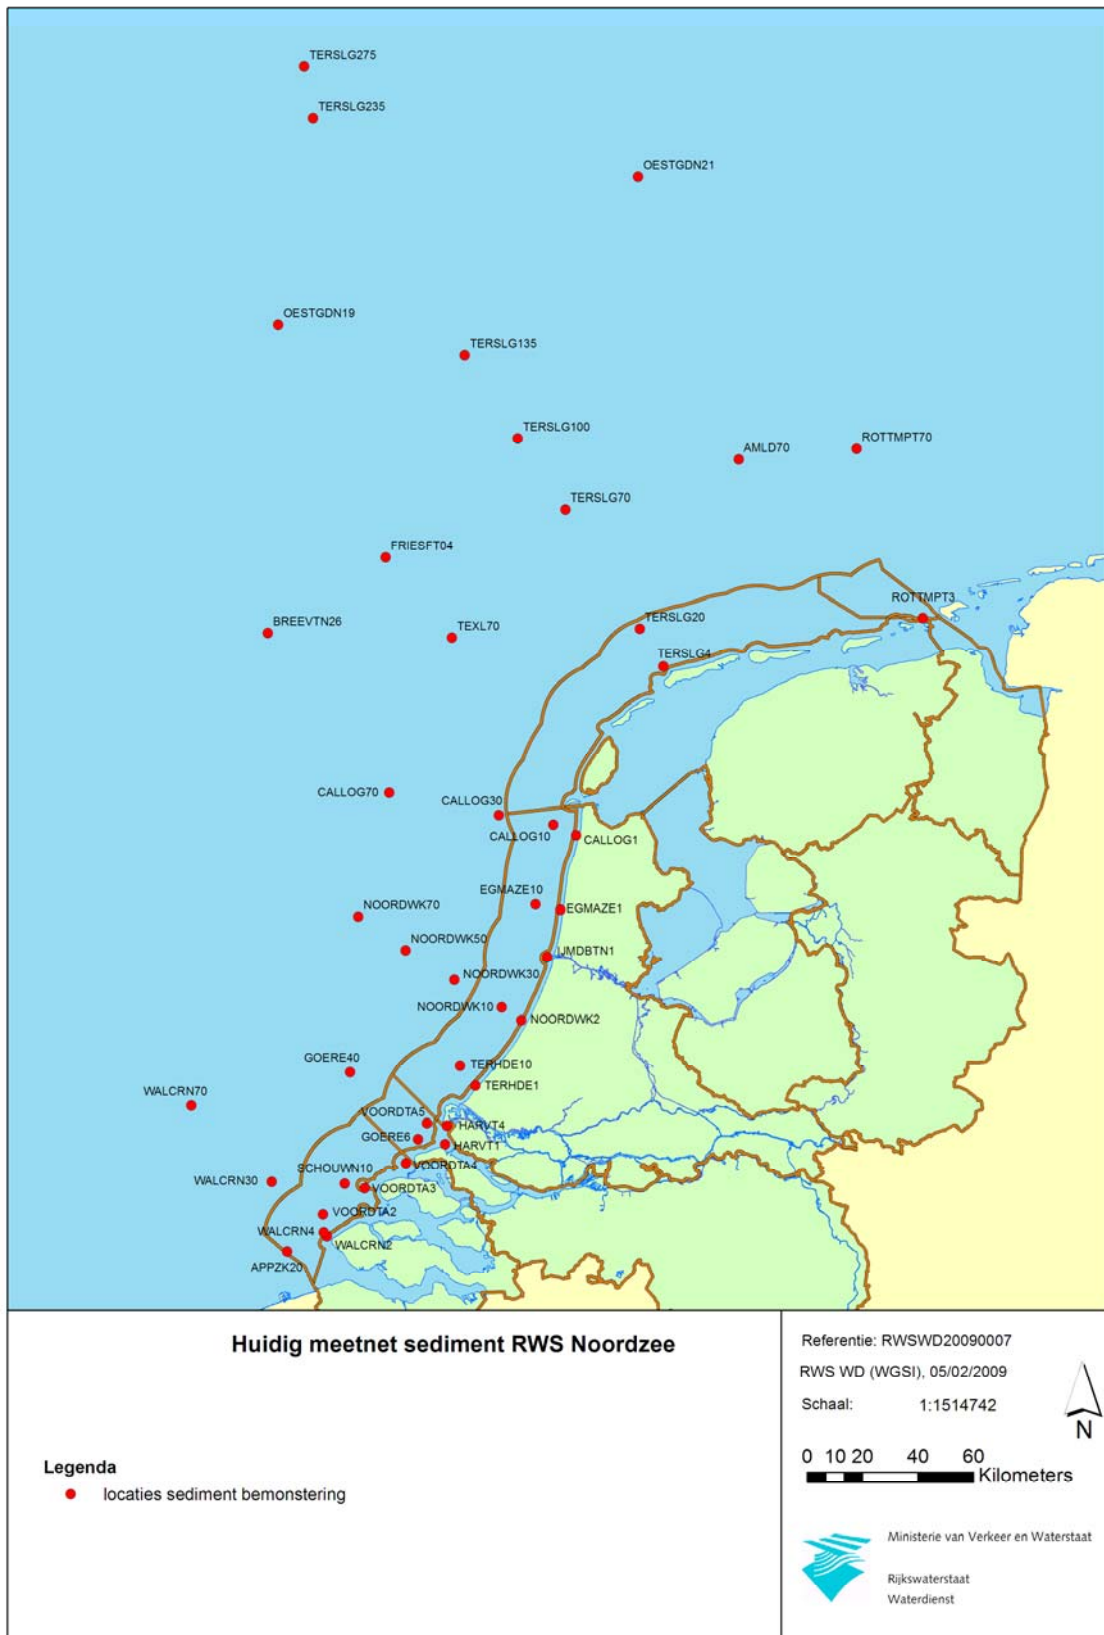 TERSLG275
TERSLG235
OESTGDN21
OESTGDN19
TERSLG135
TERSLG100
AMLD70
ROTTMPT70
TERSLG70
FRIESFT04
ROTTMPT3
BREEVTN26
TEXL70
TERSLG20
TERSLG4
CALLOG70
CALLOG30
CALLOG10
CALLOG1
EGMAZE10
EGMAZE1
NOORDWK70
NOORDWK50
IJMDBTN1
NOORDWK30
NOORDWK10
NOORDWK2
GOERE40
TERHDE10
TERHDE1
WALCRN70
VOORDTA5
HARVT4
GOERE6
HARVT1
VOORDTA4
SCHOUWN10
WALCRN30
VOORDTA3
VOORDTA2
WALCRN4
WALCRN2
APPZK20
Huidig meetnet sediment RWS Noordzee
Legenda
locaties sediment bemonstering
Referentie: RWSWD20090007
RWS WD (WGSI), 05/02/2009
Schaal: 1:1514742
N
0 10 20 40 60
Kilometers
Ministerie van Verkeer en Waterstaat
Rijkswaterstaat
Waterdienst